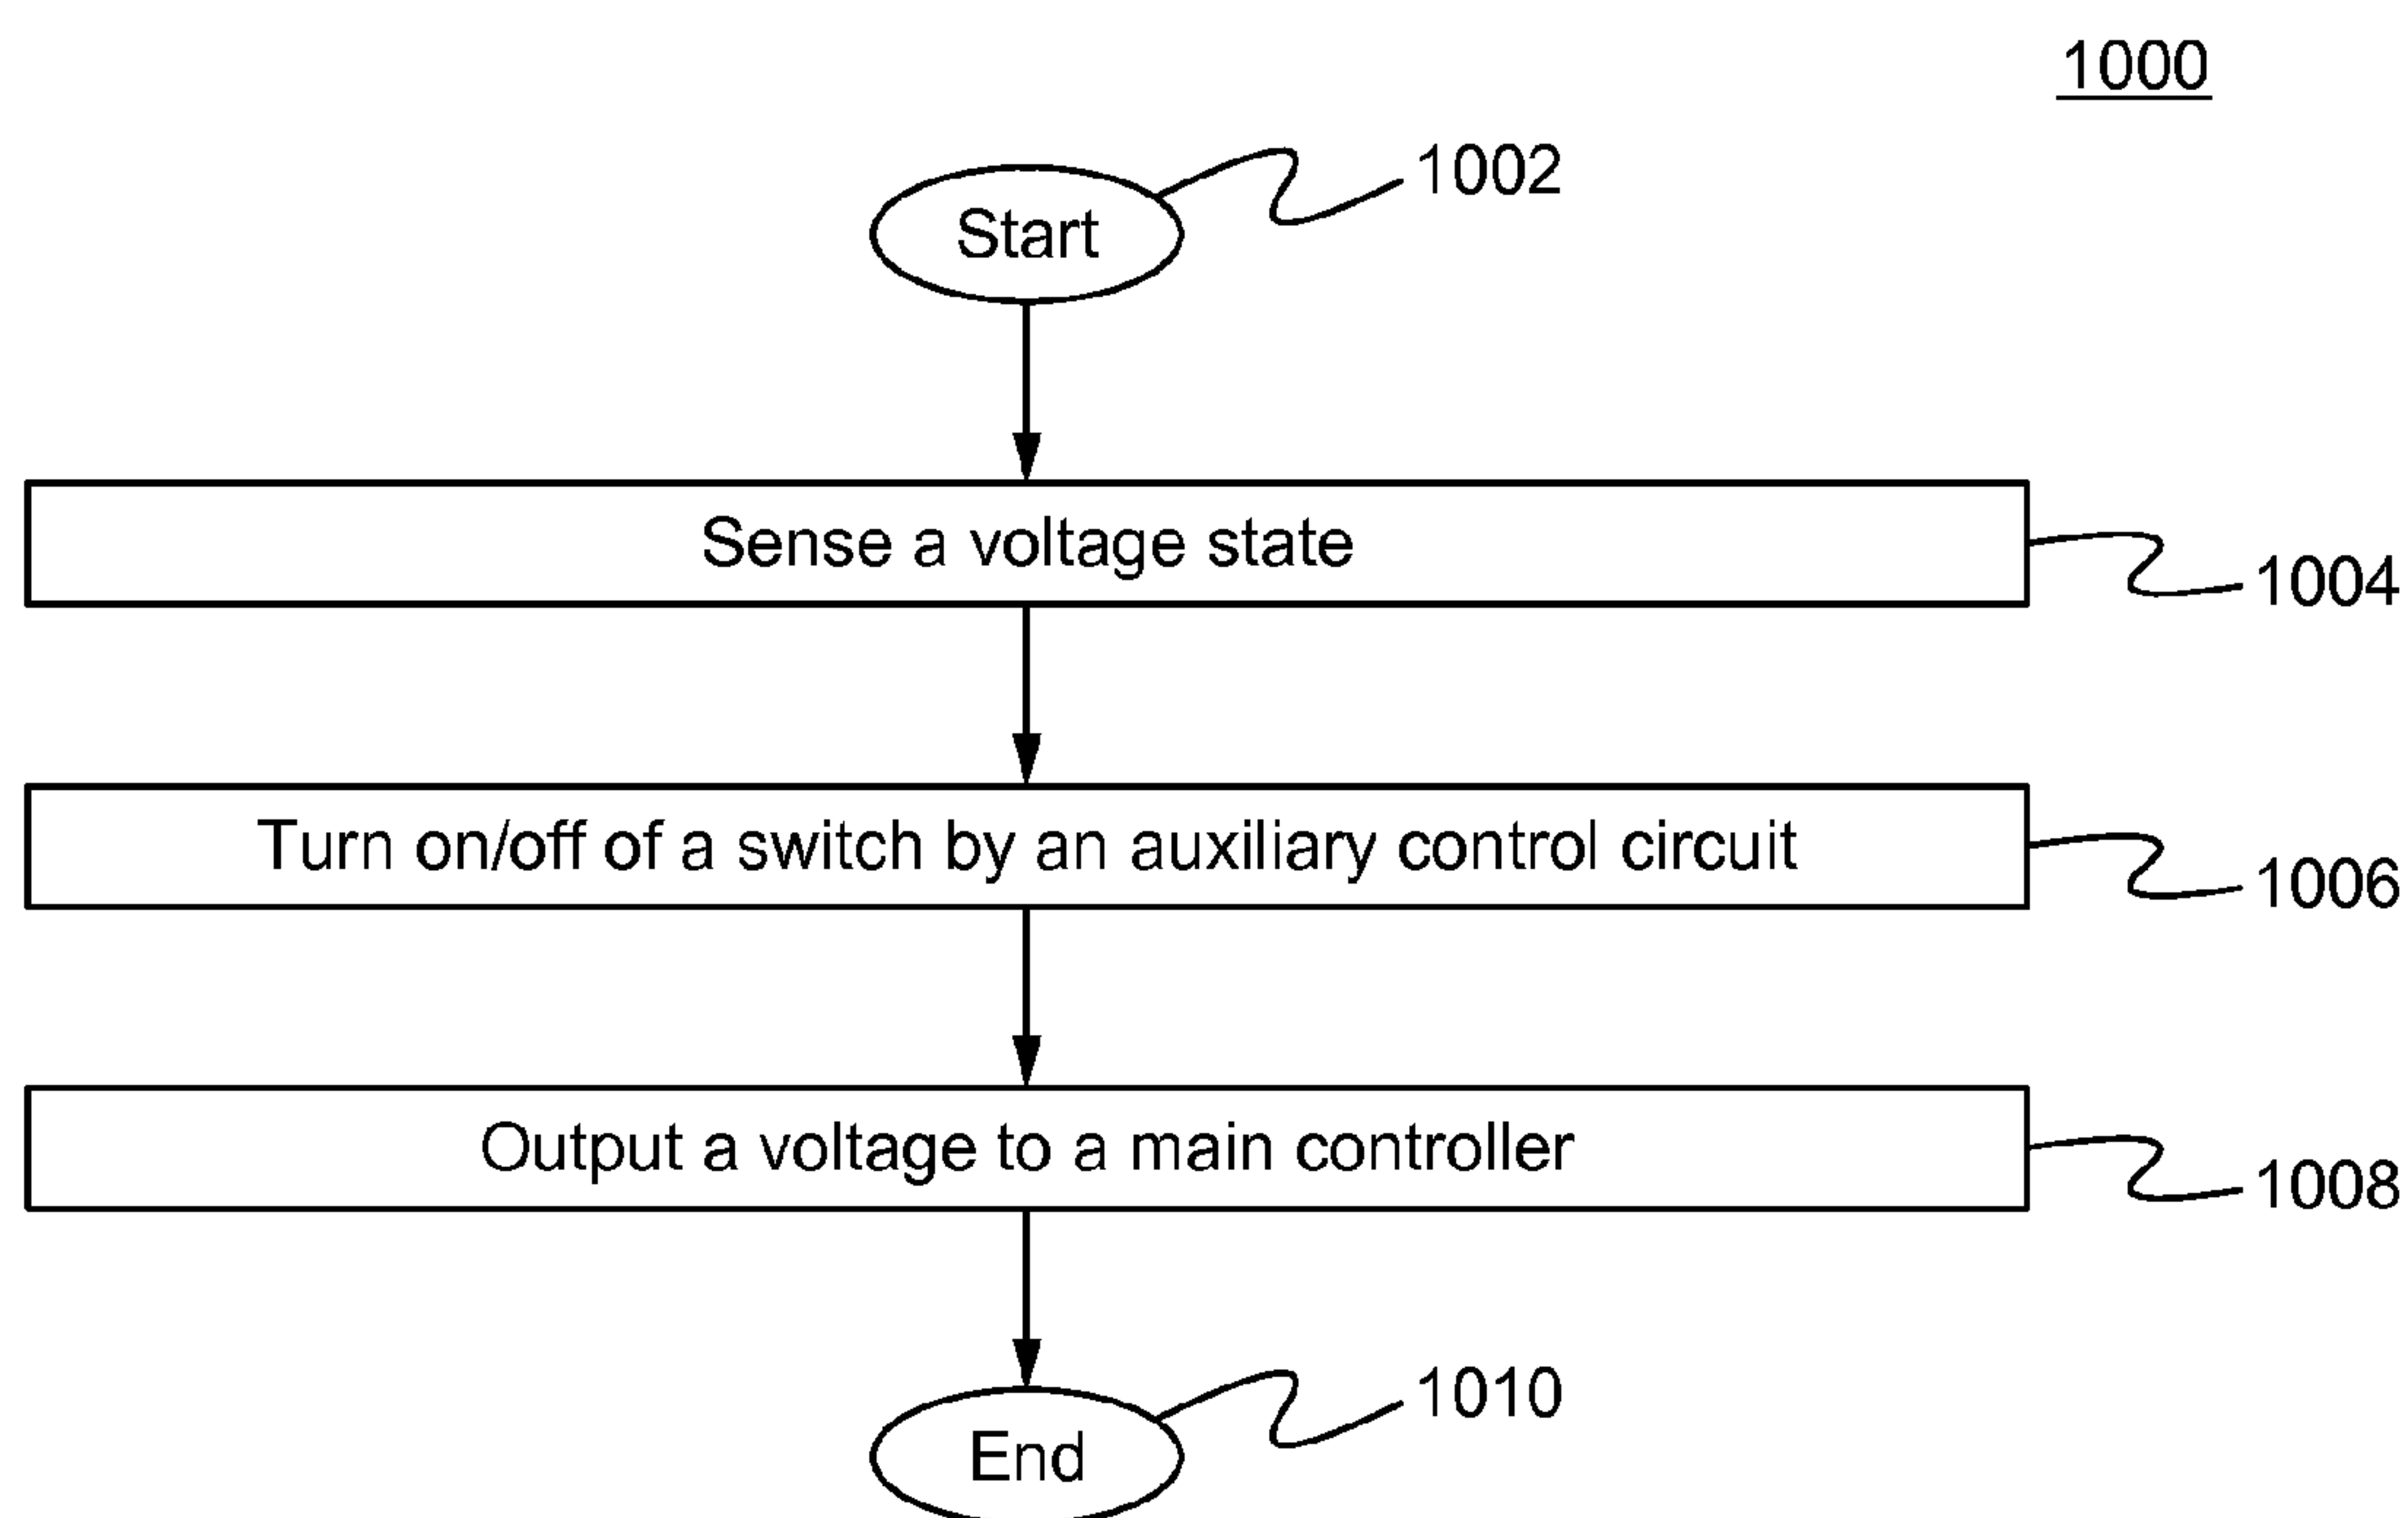 1000
1002
Start
Sense a voltage state
1004
Turn on/off of a switch by an auxiliary control circuit
1006
Output a voltage to a main controller
1008
1010
End